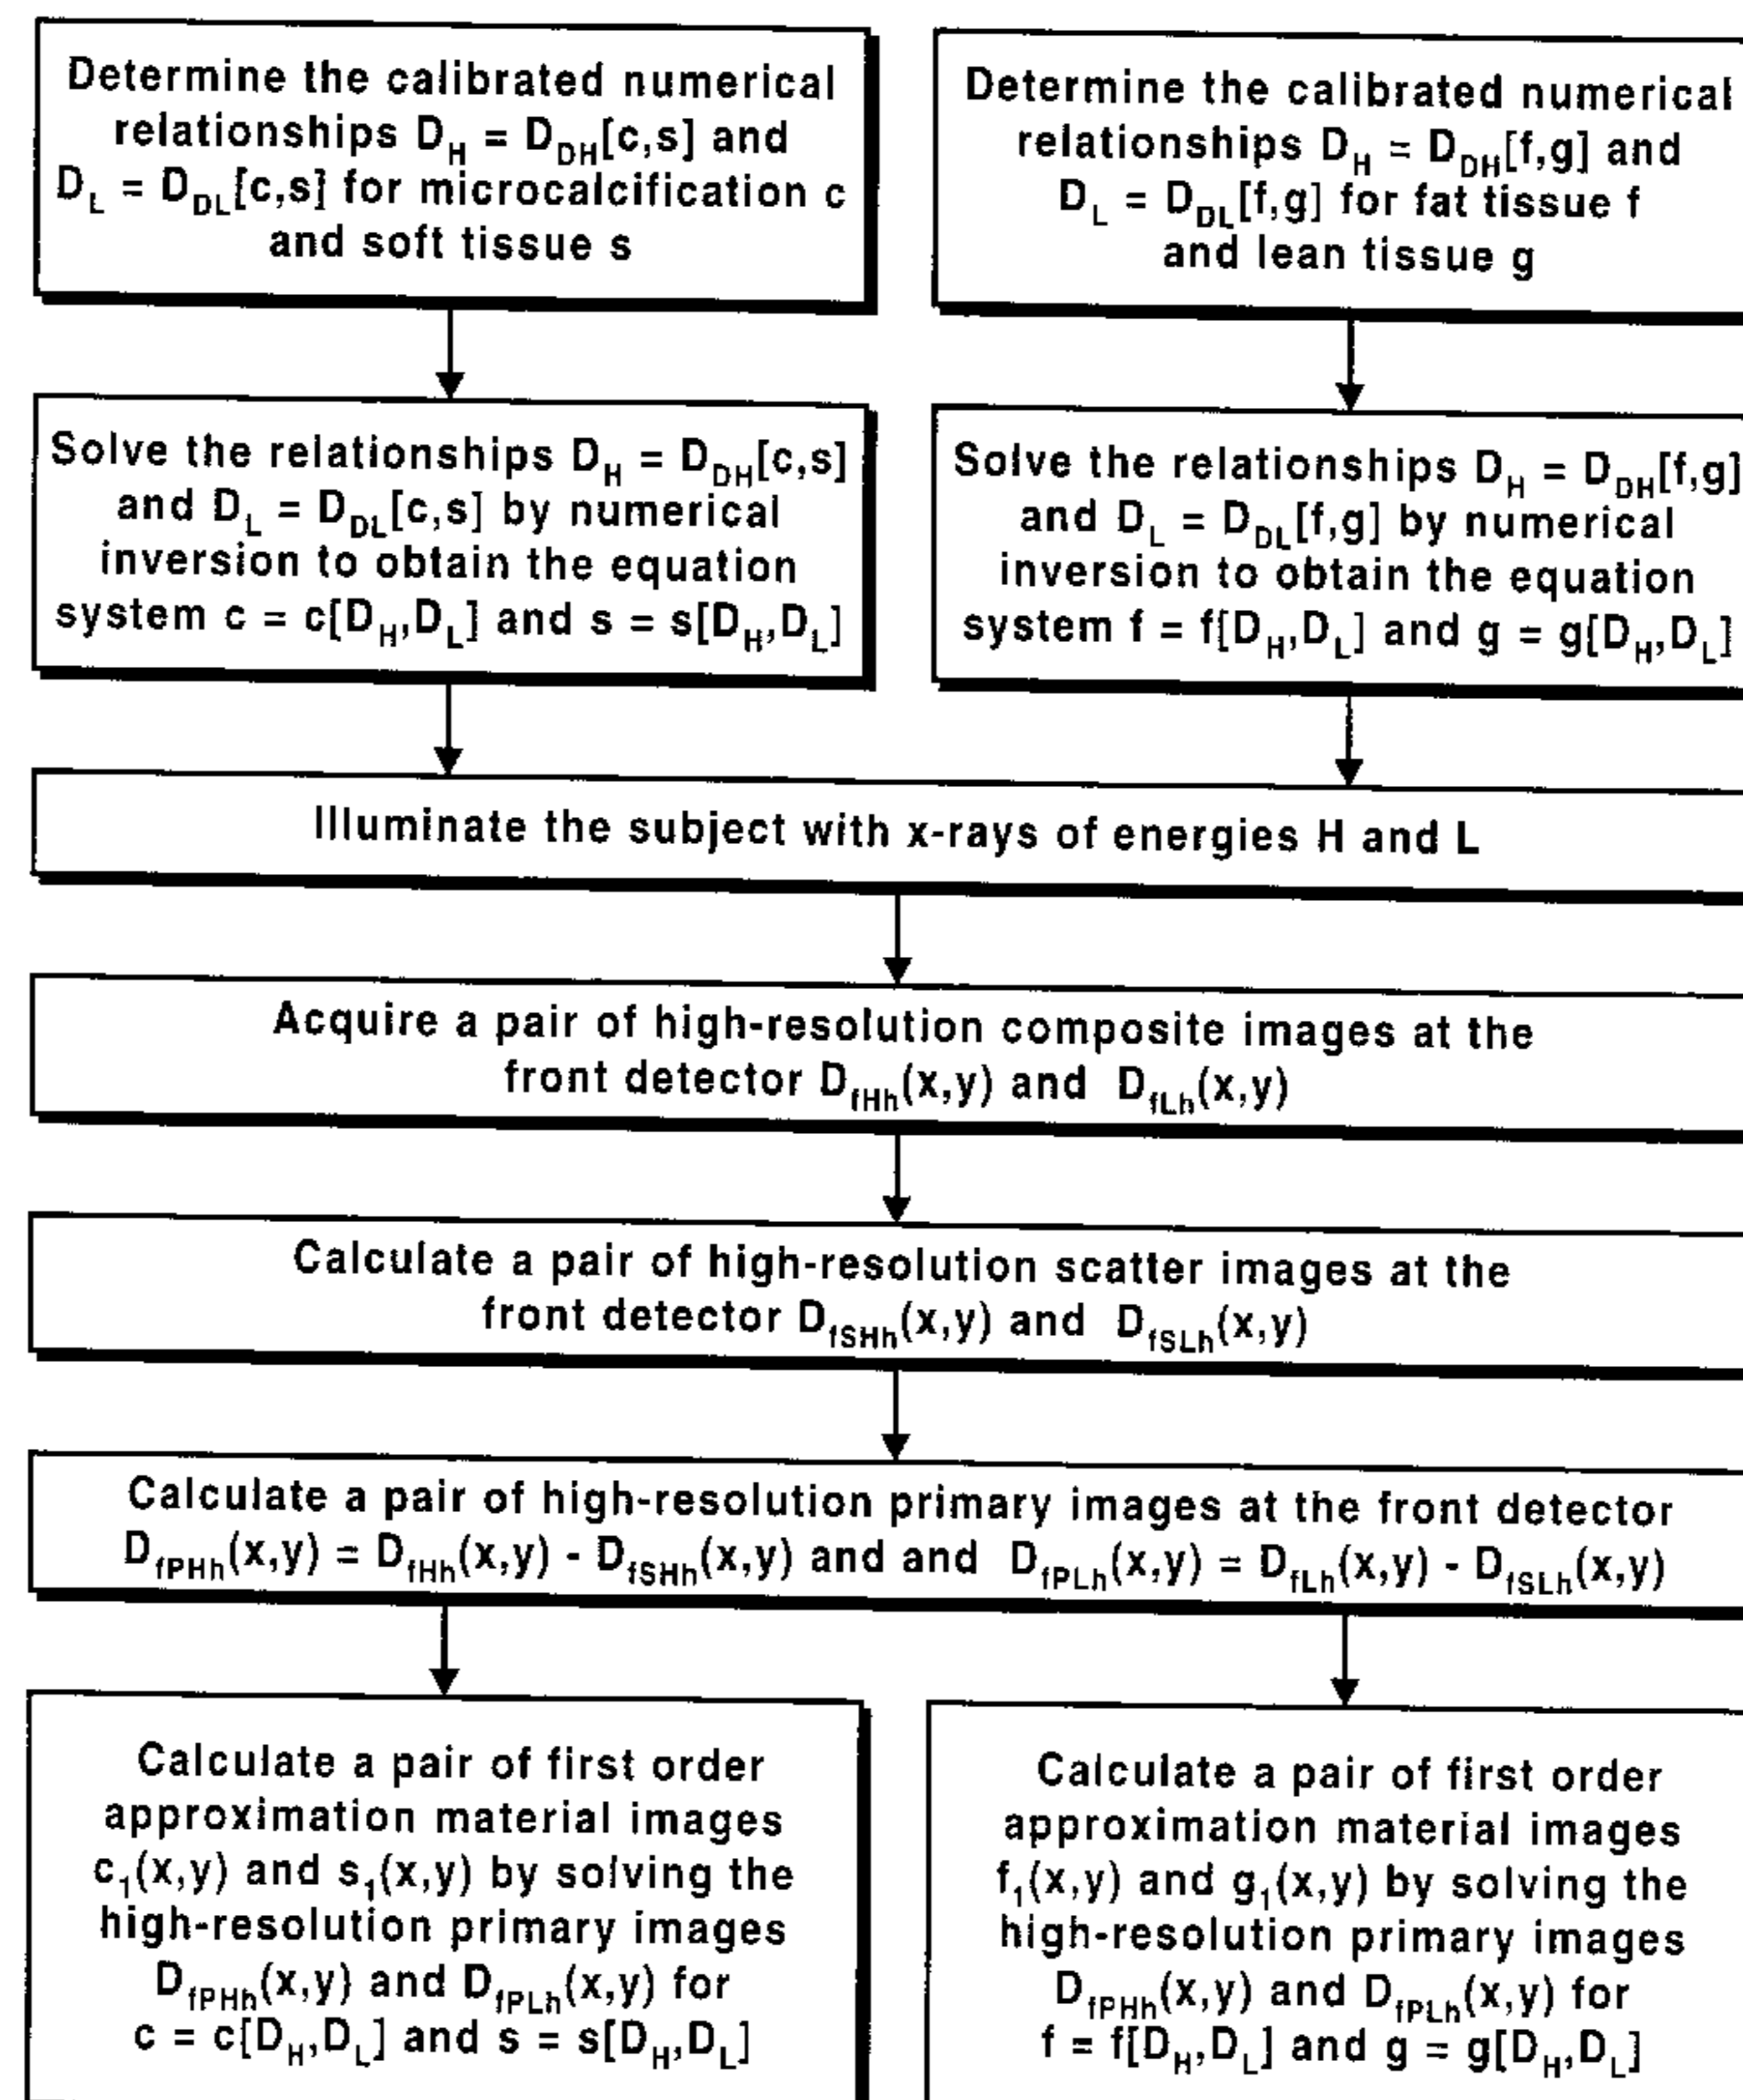 Determine the calibrated numerical
relationships D_H = D_DH[c,s] and
D_L = D_DL[c,s] for microcalcification c
and soft tissue s
Determine the calibrated numerical
relationships D_H = D_DH[f,g] and
D_L = D_DL[f,g] for fat tissue f
and lean tissue g
Solve the relationships D_H = D_DH[c,s]
and D_L = D_DL[c,s] by numerical
inversion to obtain the equation
system c = c[D_H,D_L] and s = s[D_H,D_L]
Solve the relationships D_H = D_DH[f,g]
and D_L = D_DL[f,g] by numerical
inversion to obtain the equation
system f = f[D_H,D_L] and g = g[D_H,D_L]
Illuminate the subject with x-rays of energies H and L
Acquire a pair of high-resolution composite images at the
front detector D_fHh(x,y) and D_fLh(x,y)
Calculate a pair of high-resolution scatter images at the
front detector D_fSHh(x,y) and D_fSLh(x,y)
Calculate a pair of high-resolution primary images at the front detector
D_fPHh(x,y) = D_fHh(x,y) - D_fSHh(x,y) and and D_fPLh(x,y) = D_fLh(x,y) - D_fSLh(x,y)
Calculate a pair of first order
approximation material images
c_1(x,y) and s_1(x,y) by solving the
high-resolution primary images
D_fPHh(x,y) and D_fPLh(x,y) for
c = c[D_H,D_L] and s = s[D_H,D_L]
Calculate a pair of first order
approximation material images
f_1(x,y) and g_1(x,y) by solving the
high-resolution primary images
D_fPHh(x,y) and D_fPLh(x,y) for
f = f[D_H,D_L] and g = g[D_H,D_L]